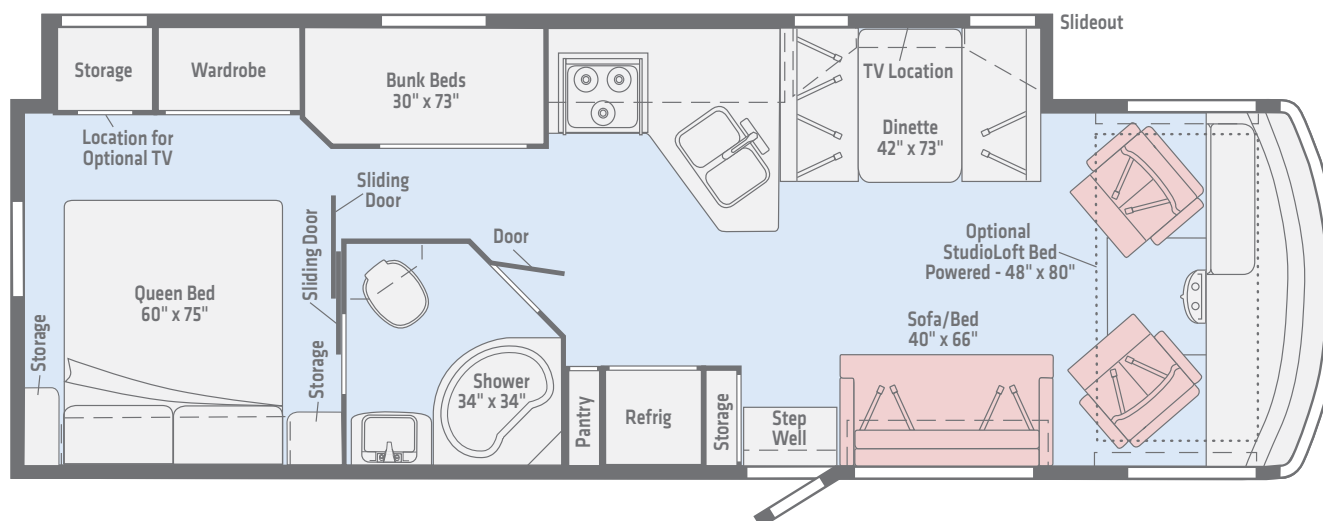 Slideout
Storage
Wardrobe
Bunk Beds
30" x 73"
TV Location
Dinette
42" x 73"
Location for
Optional TV
Sliding
Door
Sliding Door
Door
Optional
StudioLoft Bed
Powered - 48" x 80"
Queen Bed
60" x 75"
Storage
Storage
Shower
34" x 34"
Pantry
Refrig
Storage
Step
Well
Sofa/Bed
40" x 66"